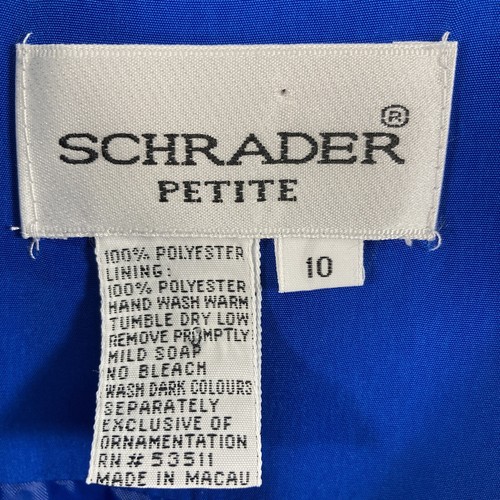 SCHRADER®
PETITE
10
100% POLYESTER
LINING:
100% POLYESTER
HAND WASH WARM
TUMBLE DRY LOW
REMOVE PROMPTLY
MILD SOAP
NO BLEACH
WASH DARK COLOURS
SEPARATELY
EXCLUSIVE OF
ORNAMENTATION
RN# 53511
MADE IN MACAU